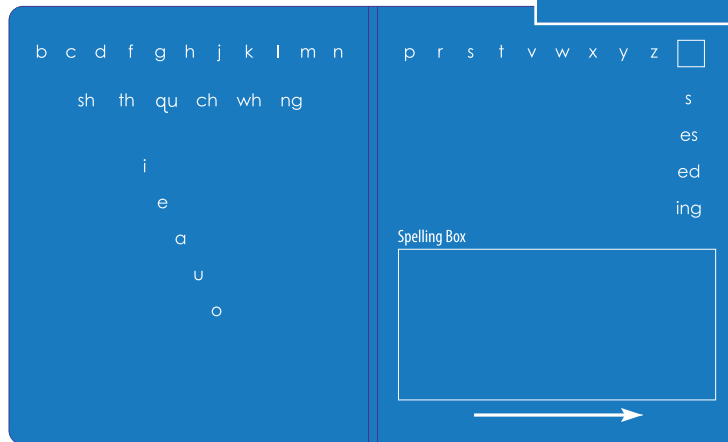 b c d f g h j k l m n
sh th qu ch wh ng
i
e
a
u
o
p r s t v w x y z
s
es
ed
ing
Spelling Box